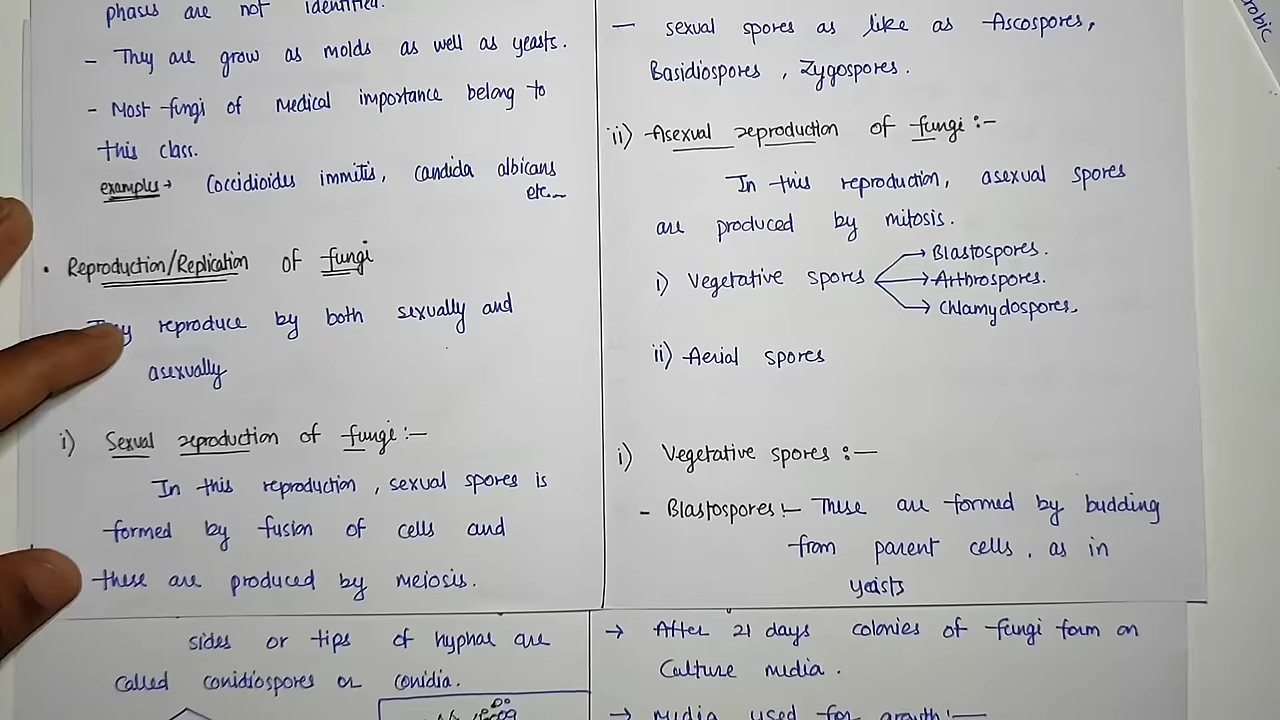 phases are not identified.
- They are grow as molds as well as yeasts.
- Most fungi of Medical importance belong to
this class.
examples → Coccidioides immitis, candida albicans
etc.
• Reproduction/Replication of fungi
They reproduce by both sexually and
asexually
i) Sexual reproduction of fungi :-
In this reproduction, sexual spores is
formed by fusion of cells and
these are produced by meiosis.
- sexual spores as like as Ascospores,
Basidiospores, Zygospores.
ii) Asexual reproduction of fungi :-
In this reproduction, asexual spores
are produced by mitosis.
i) Vegetative spores → Blastospores.
→ Arthrospores.
→ Chlamydospores.
ii) Aerial spores
i) Vegetative spores :-
- Blastospores :- These are formed by budding
from parent cells, as in
yeasts
sides or tips of hyphae are
called conidiospores or conidia.
→ After 21 days colonies of fungi form on
Culture media.
→ Media used for growth :-